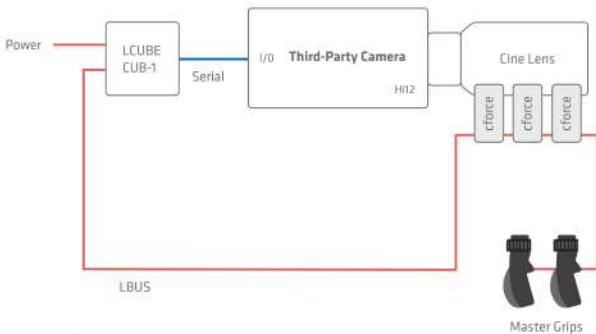 Power
LCUBE
CUB-1
Serial
I/0
Third-Party Camera
HI12
Cine Lens
cforce
cforce
cforce
LBUS
Master Grips